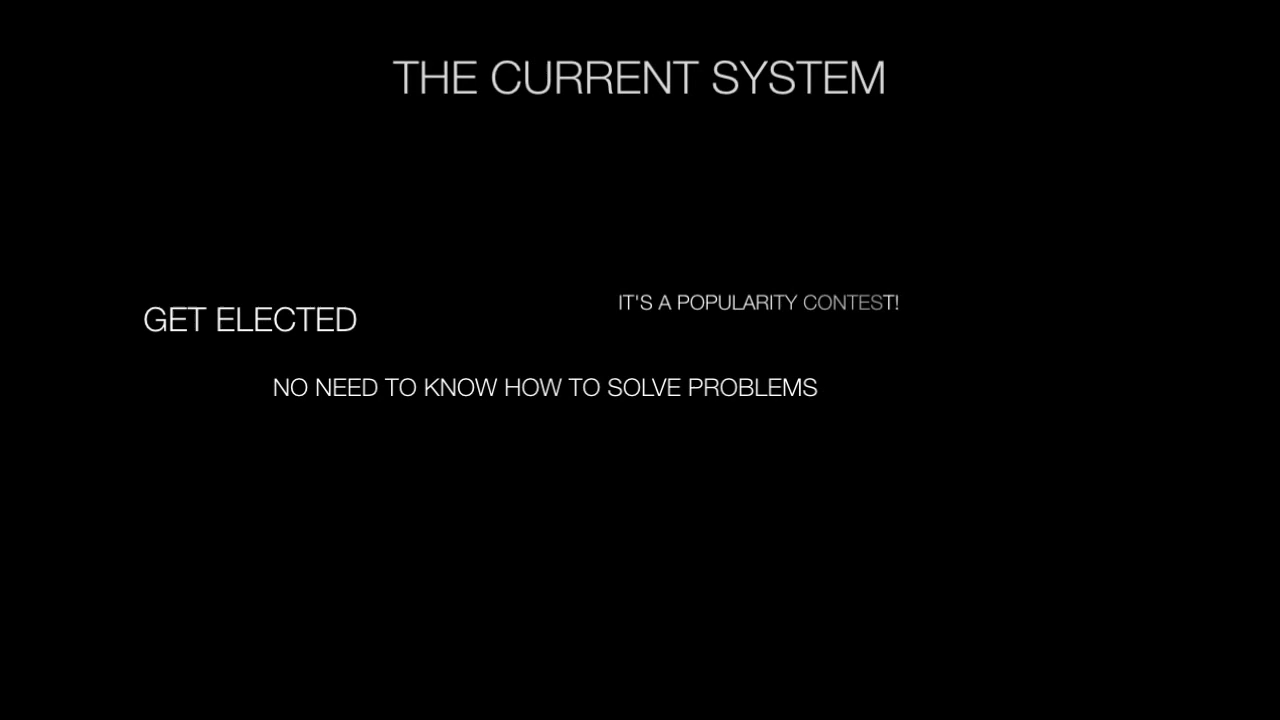 THE CURRENT SYSTEM
IT'S A POPULARITY CONTEST!
GET ELECTED
NO NEED TO KNOW HOW TO SOLVE PROBLEMS